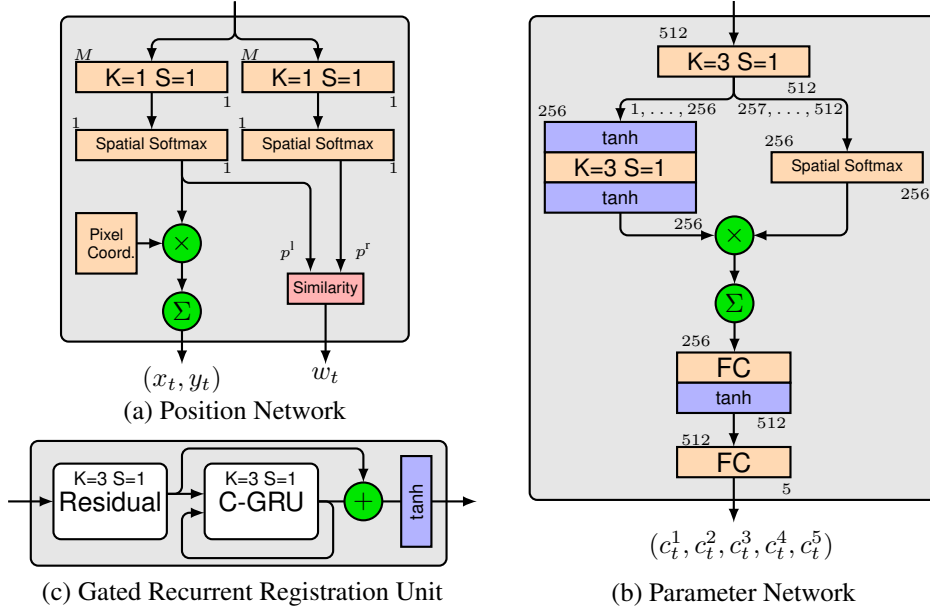 M
K=1 S=1
1
1
Spatial Softmax
1
M
K=1 S=1
1
1
Spatial Softmax
1
Pixel
Coord.
×
Σ
p^l
p^r
Similarity
(x_t, y_t)
w_t
(a) Position Network
K=3 S=1
Residual
K=3 S=1
C-GRU
+
tanh
(c) Gated Recurrent Registration Unit
512
K=3 S=1
512
1, . . . , 256
257, . . . , 512
256
tanh
K=3 S=1
tanh
256
256
Spatial Softmax
256
×
Σ
256
FC
tanh
512
512
FC
5
(c_t^1, c_t^2, c_t^3, c_t^4, c_t^5)
(b) Parameter Network